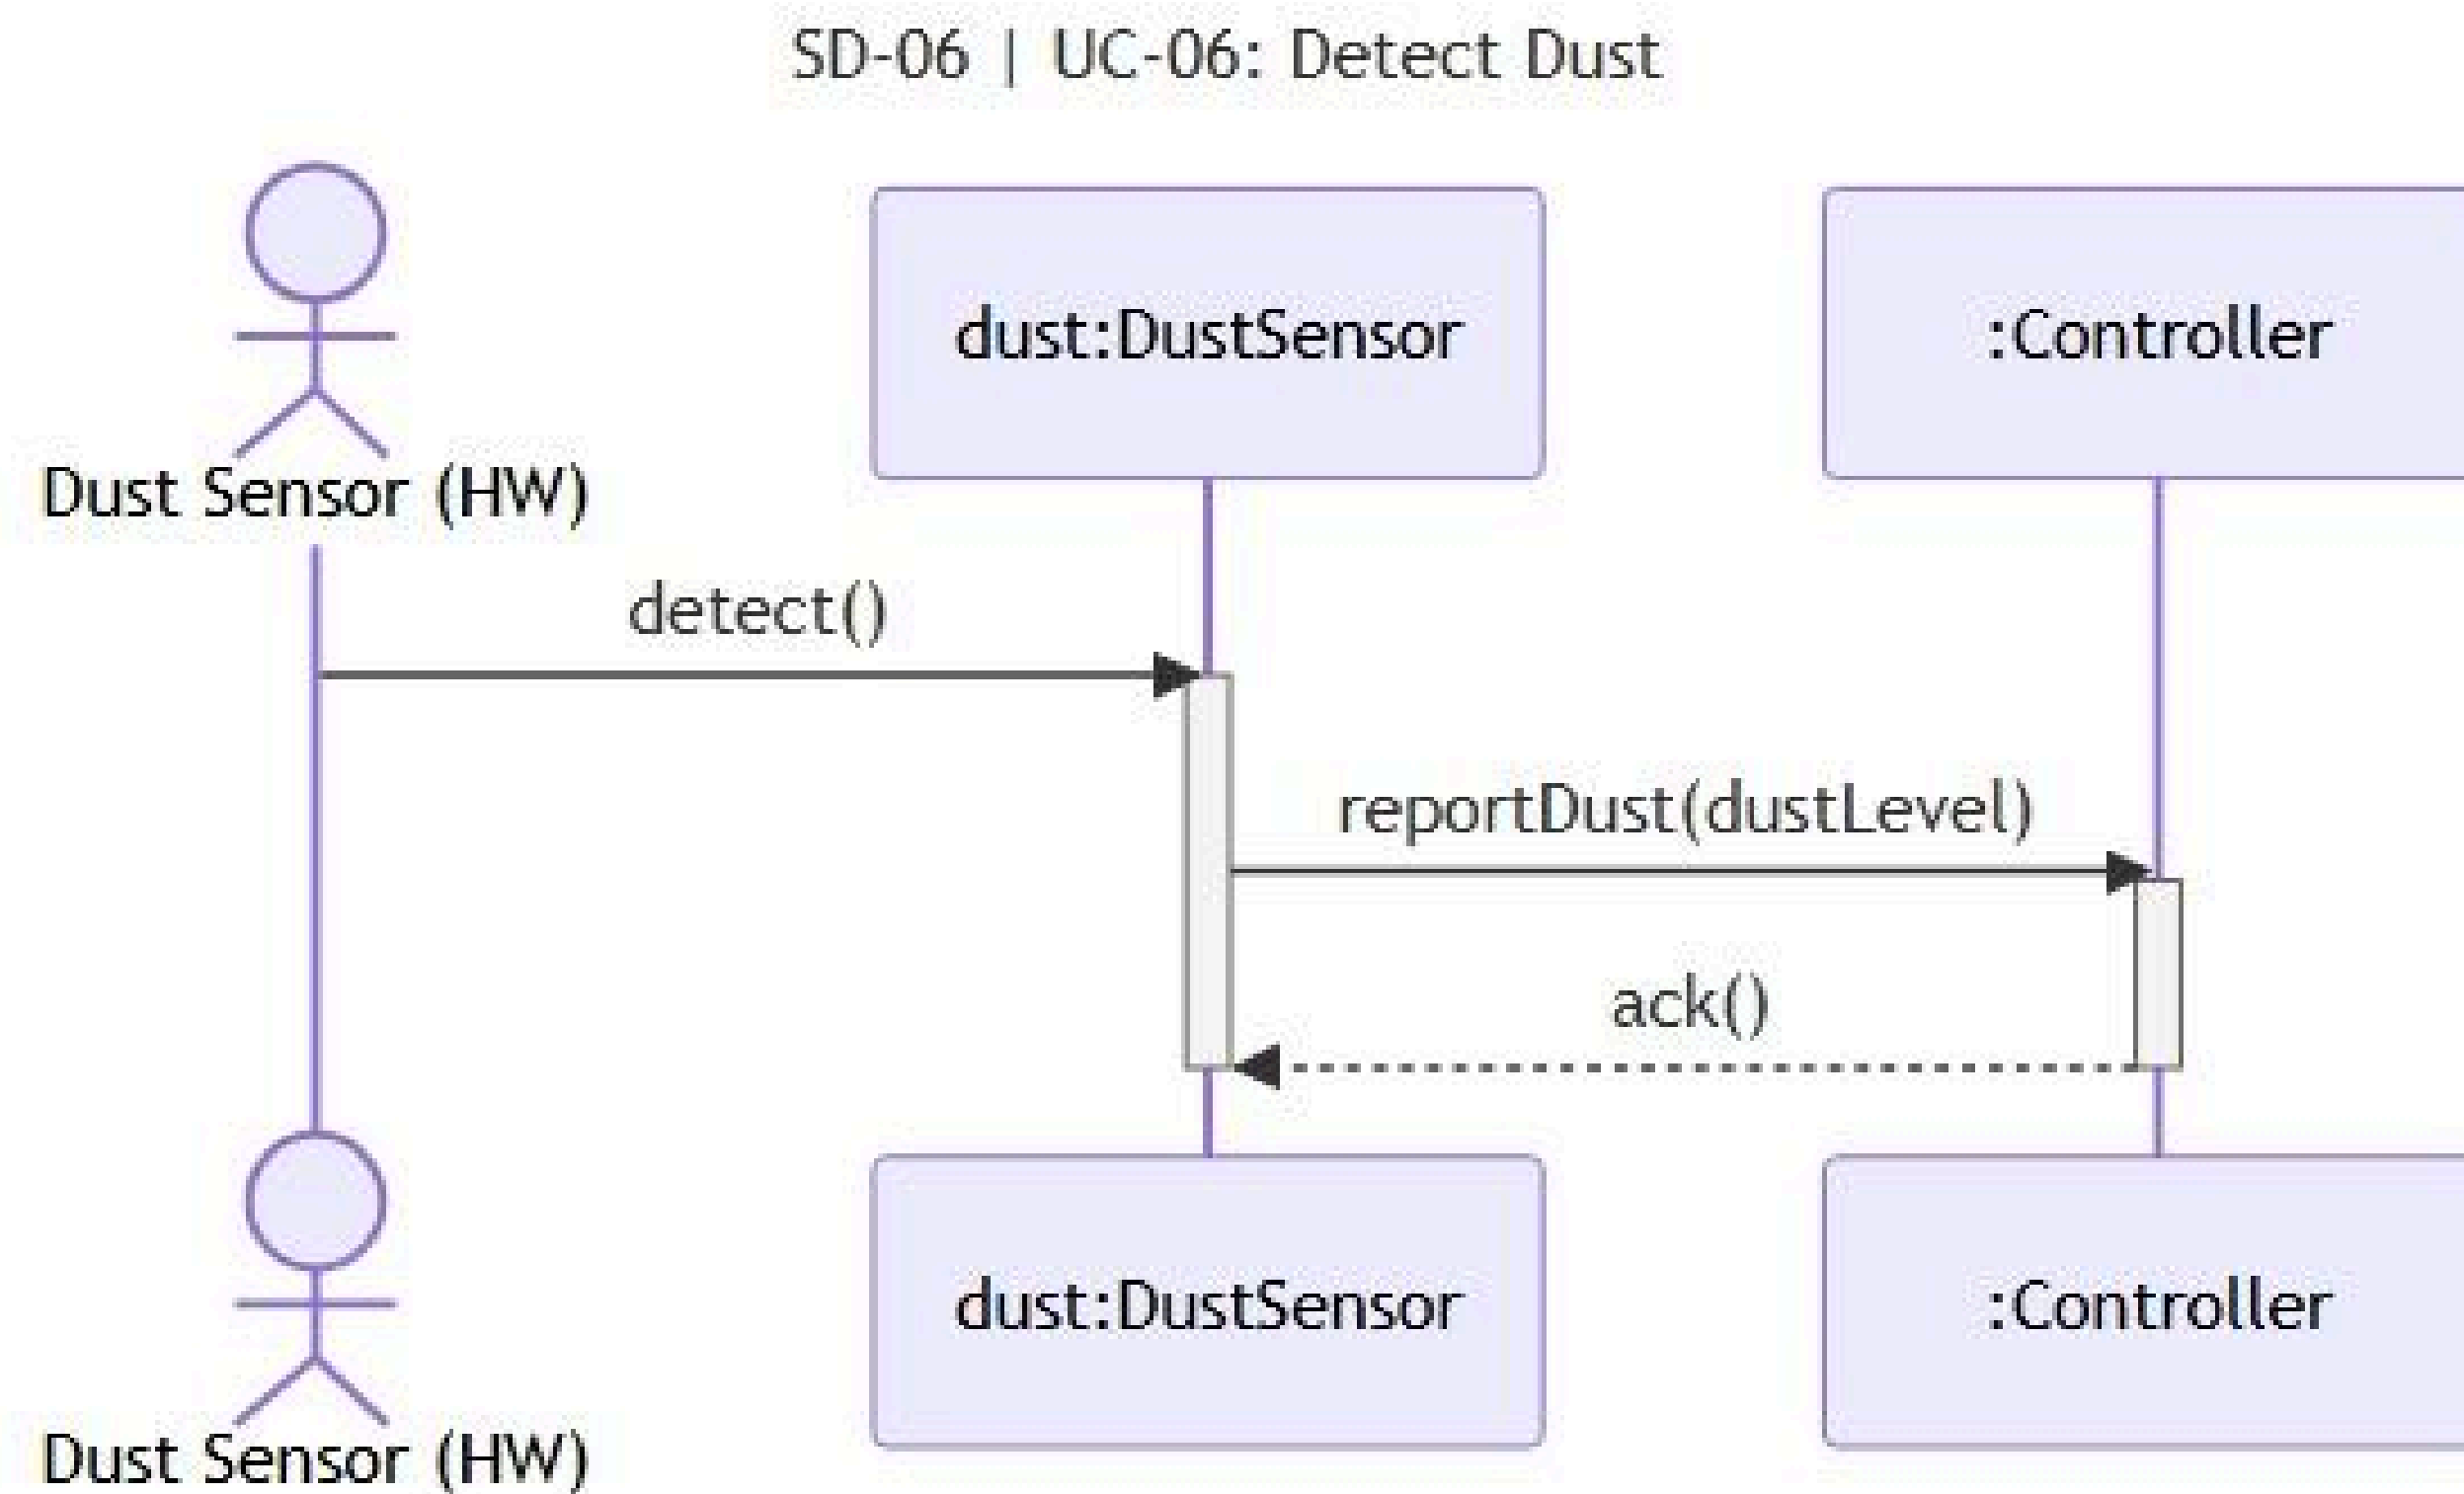 SD-06 | UC-06: Detect Dust
dust:DustSensor
:Controller
Dust Sensor (HW)
detect()
reportDust(dustLevel)
ack()
dust:DustSensor
:Controller
Dust Sensor (HW)